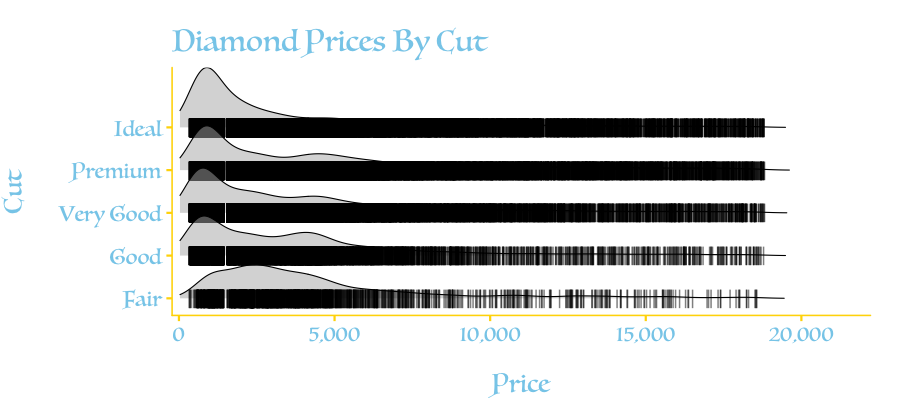 Diamond Prices By Cut
Cut
Ideal
Premium
Very Good
Good
Fair
0 5,000 10,000 15,000 20,000
Price